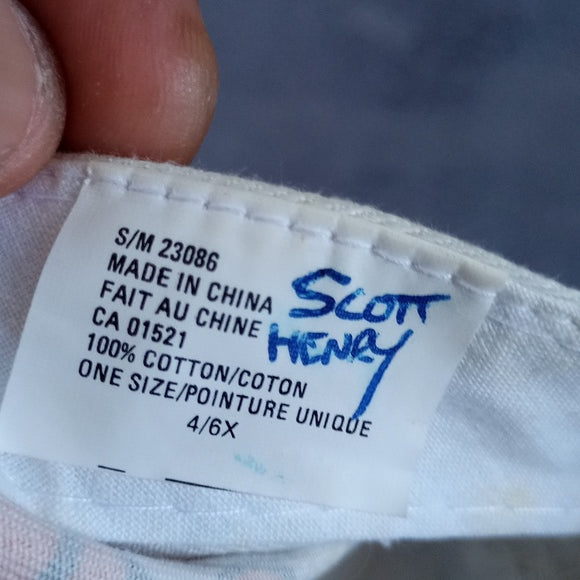 S/M 23086
MADE IN CHINA
FAIT AU CHINE
CA 01521
100% COTTON/COTON
ONE SIZE/POINTURE UNIQUE
4/6X
SCOTT
HENRY